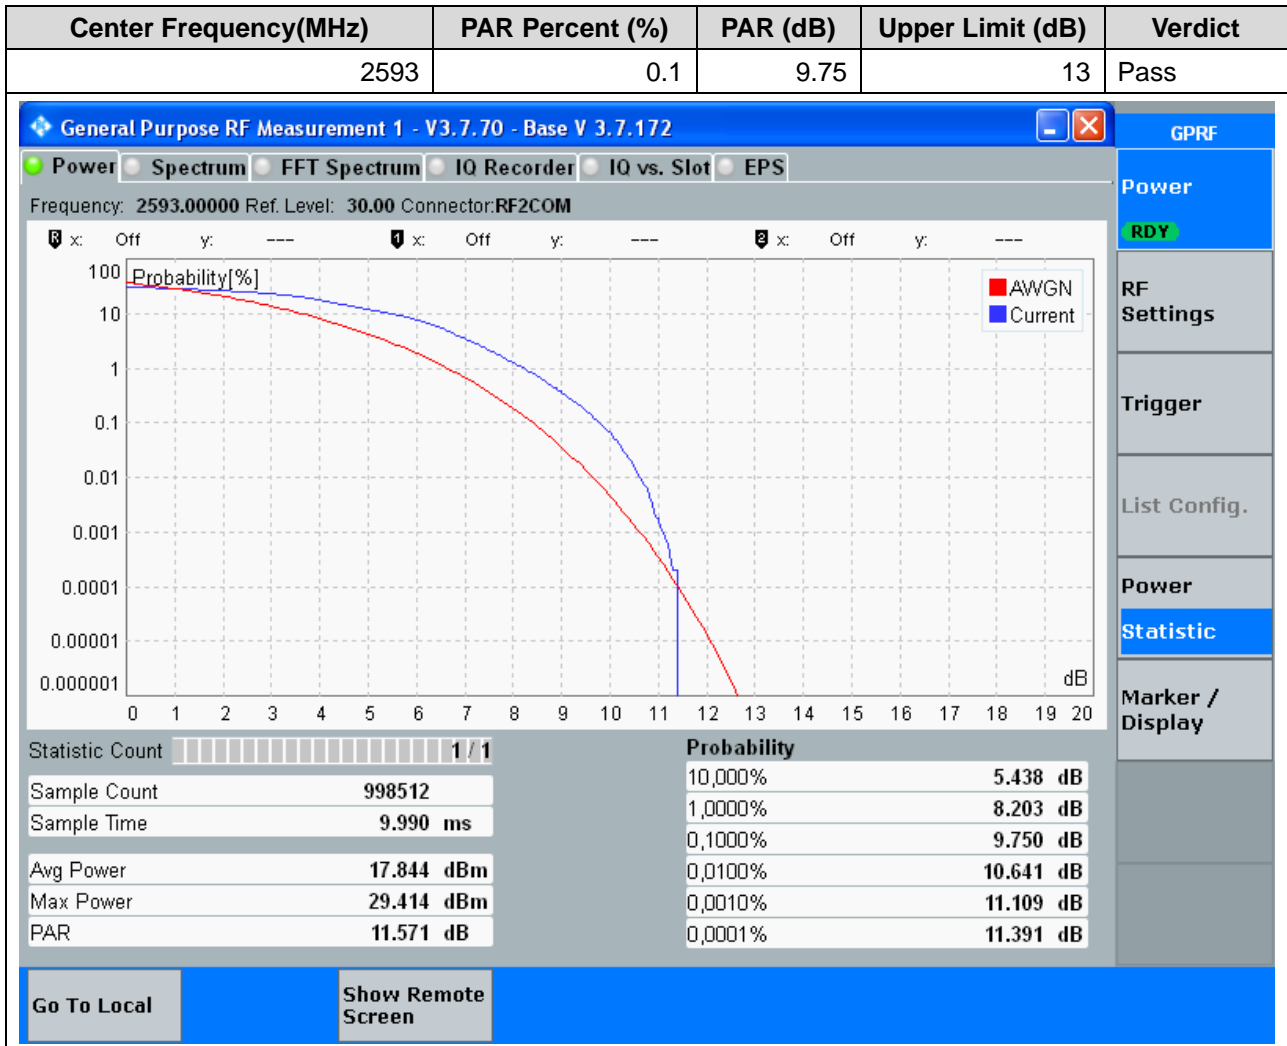 Center Frequency(MHz) PAR Percent (%) PAR (dB) Upper Limit (dB) Verdict
2593 0.1 9.75 13 Pass
General Purpose RF Measurement 1 - V3.7.70 - Base V 3.7.172
GPRF
Power Spectrum FFT Spectrum IQ Recorder IQ vs. Slot EPS
Power
RDY
Frequency: 2593.00000 Ref. Level: 30.00 Connector:RF2COM
R x: Off y: --- 1 x: Off y: --- 2 x: Off y: ---
Probability[%]
AWGN
Current
100
10
1
0.1
0.01
0.001
0.0001
0.00001
0.000001
dB
0 1 2 3 4 5 6 7 8 9 10 11 12 13 14 15 16 17 18 19 20
RF
Settings
Trigger
List Config.
Power
Statistic
Marker /
Display
Statistic Count 1 / 1
Sample Count 998512
Sample Time 9.990 ms
Avg Power 17.844 dBm
Max Power 29.414 dBm
PAR 11.571 dB
Probability
10,000% 5.438 dB
1,0000% 8.203 dB
0,1000% 9.750 dB
0,0100% 10.641 dB
0,0010% 11.109 dB
0,0001% 11.391 dB
Go To Local
Show Remote
Screen